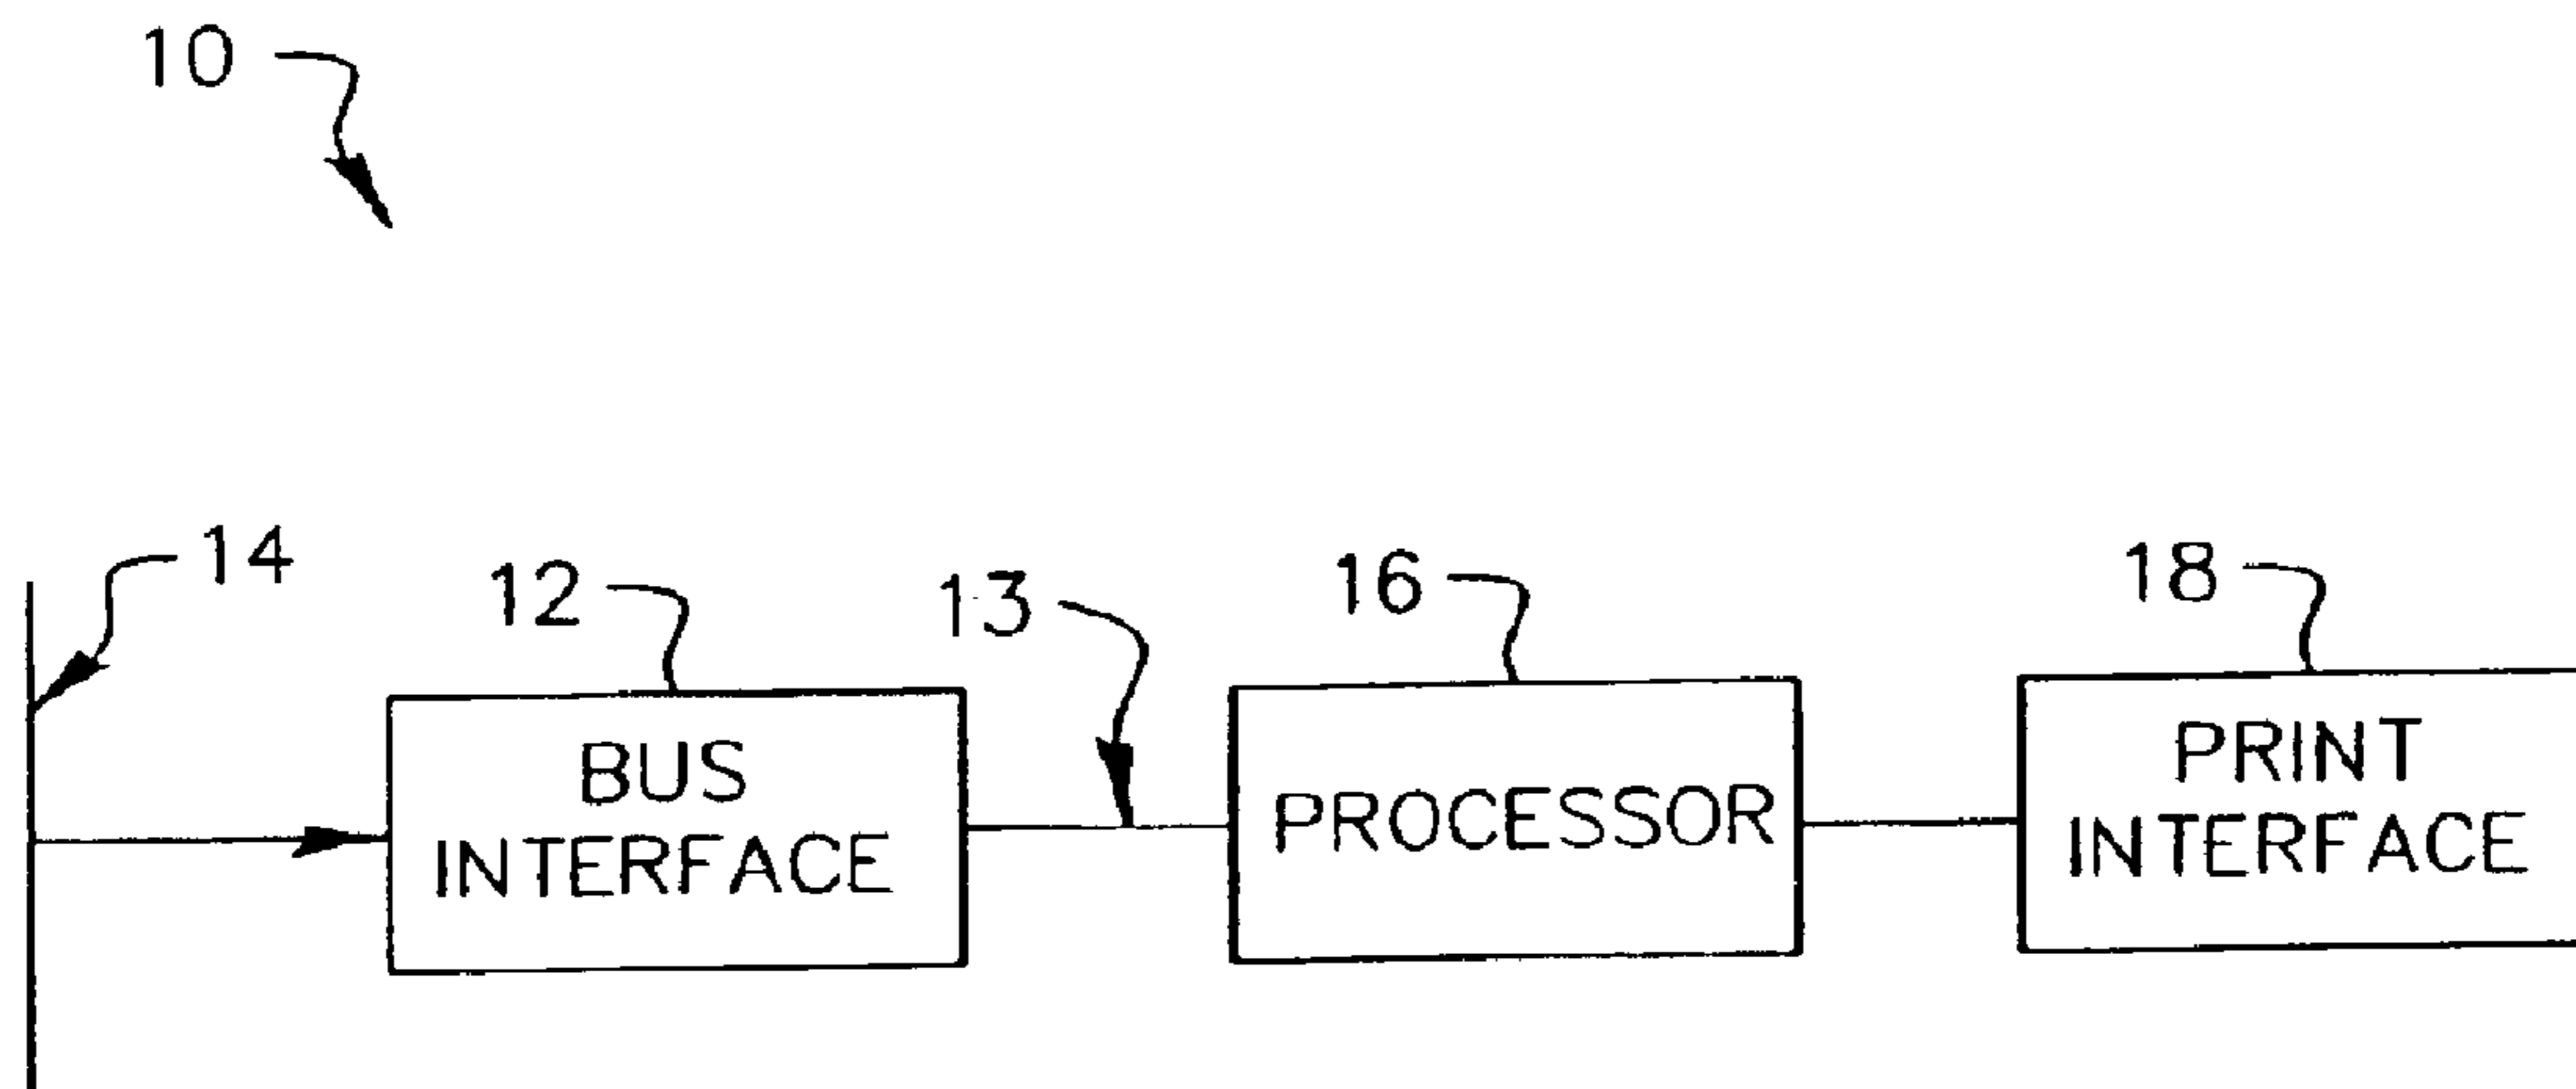 10
14
12
13
16
18
BUS
INTERFACE
PROCESSOR
PRINT
INTERFACE